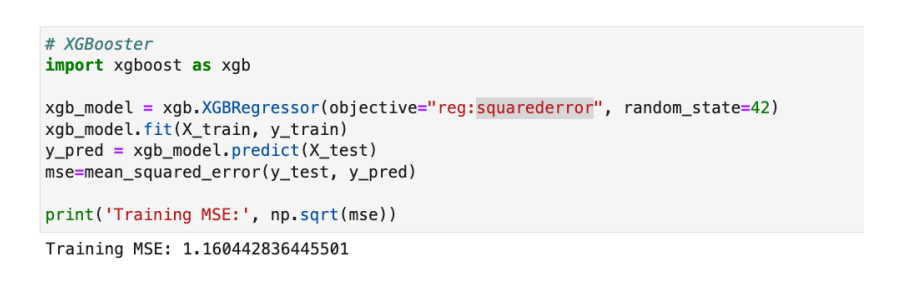 # XGBooster
import xgboost as xgb
xgb_model = xgb.XGBRegressor(objective="reg:squarederror", random_state=42)
xgb_model.fit(X_train, y_train)
y_pred = xgb_model.predict(X_test)
mse=mean_squared_error(y_test, y_pred)
print('Training MSE:', np.sqrt(mse))
Training MSE: 1.160442836445501